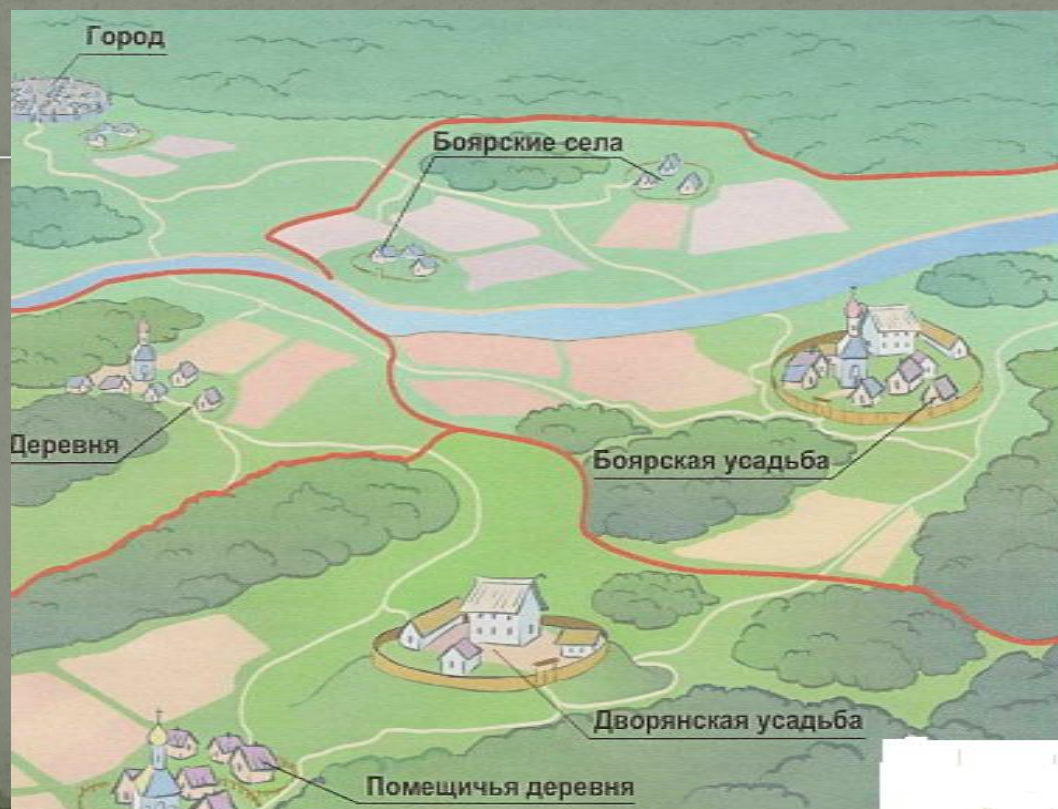 Город
Боярские села
Деревня
Боярская усадьба
Дворянская усадьба
Помещичья деревня